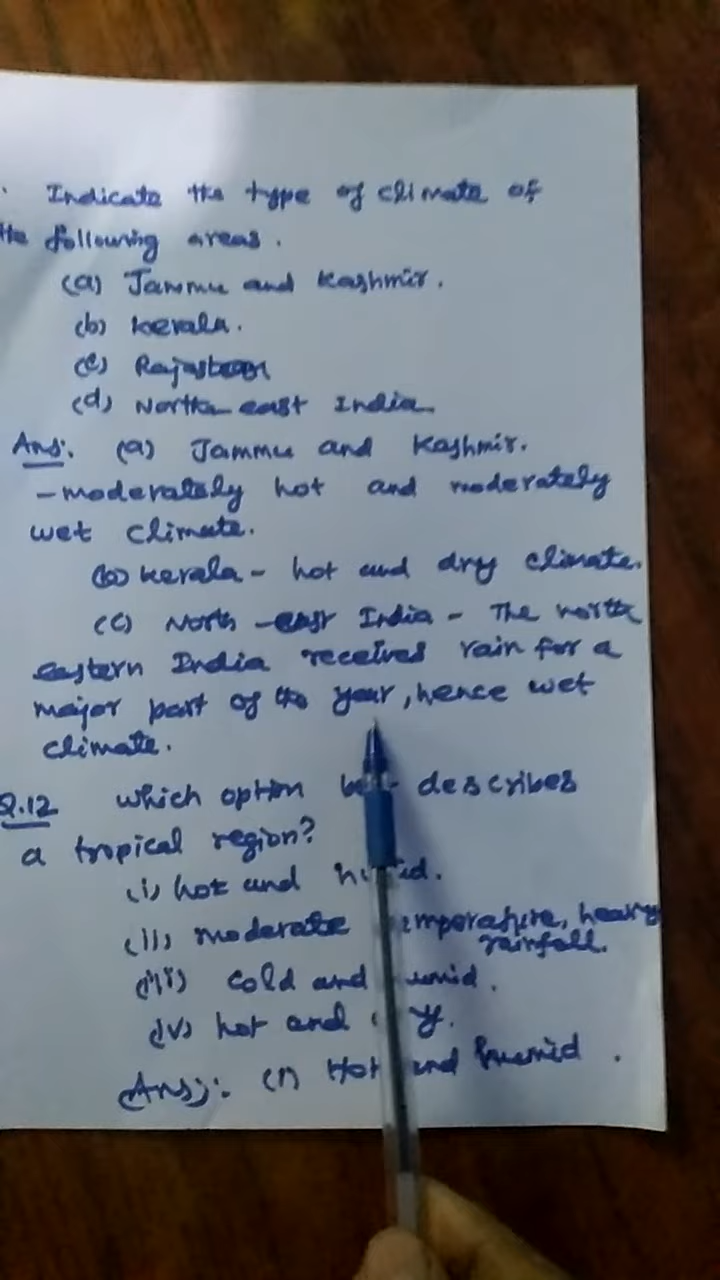 Indicate the type of climate of
the following areas.
(a) Jammu and Kashmir.
(b) Kerala.
(c) Rajasthan
(d) North east India.
Ans: (a) Jammu and Kashmir.
- moderately hot and moderately
wet climate.
(b) Kerala - hot and dry climate.
(c) North - east India - The north
eastern India receives rain for a
major part of the year, hence wet
climate.
Q.12 which option describes
a tropical region?
(i) hot and
(ii) moderate temperature, heavy
rainfall.
(iii) cold and humid.
(iv) hot and
Ans: (i) Hot and humid.